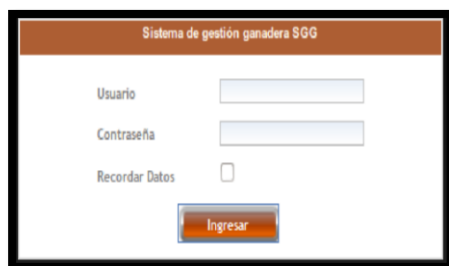 Sistema de gestión ganadera SGG
Usuario
Contraseña
Recordar Datos
Ingresar